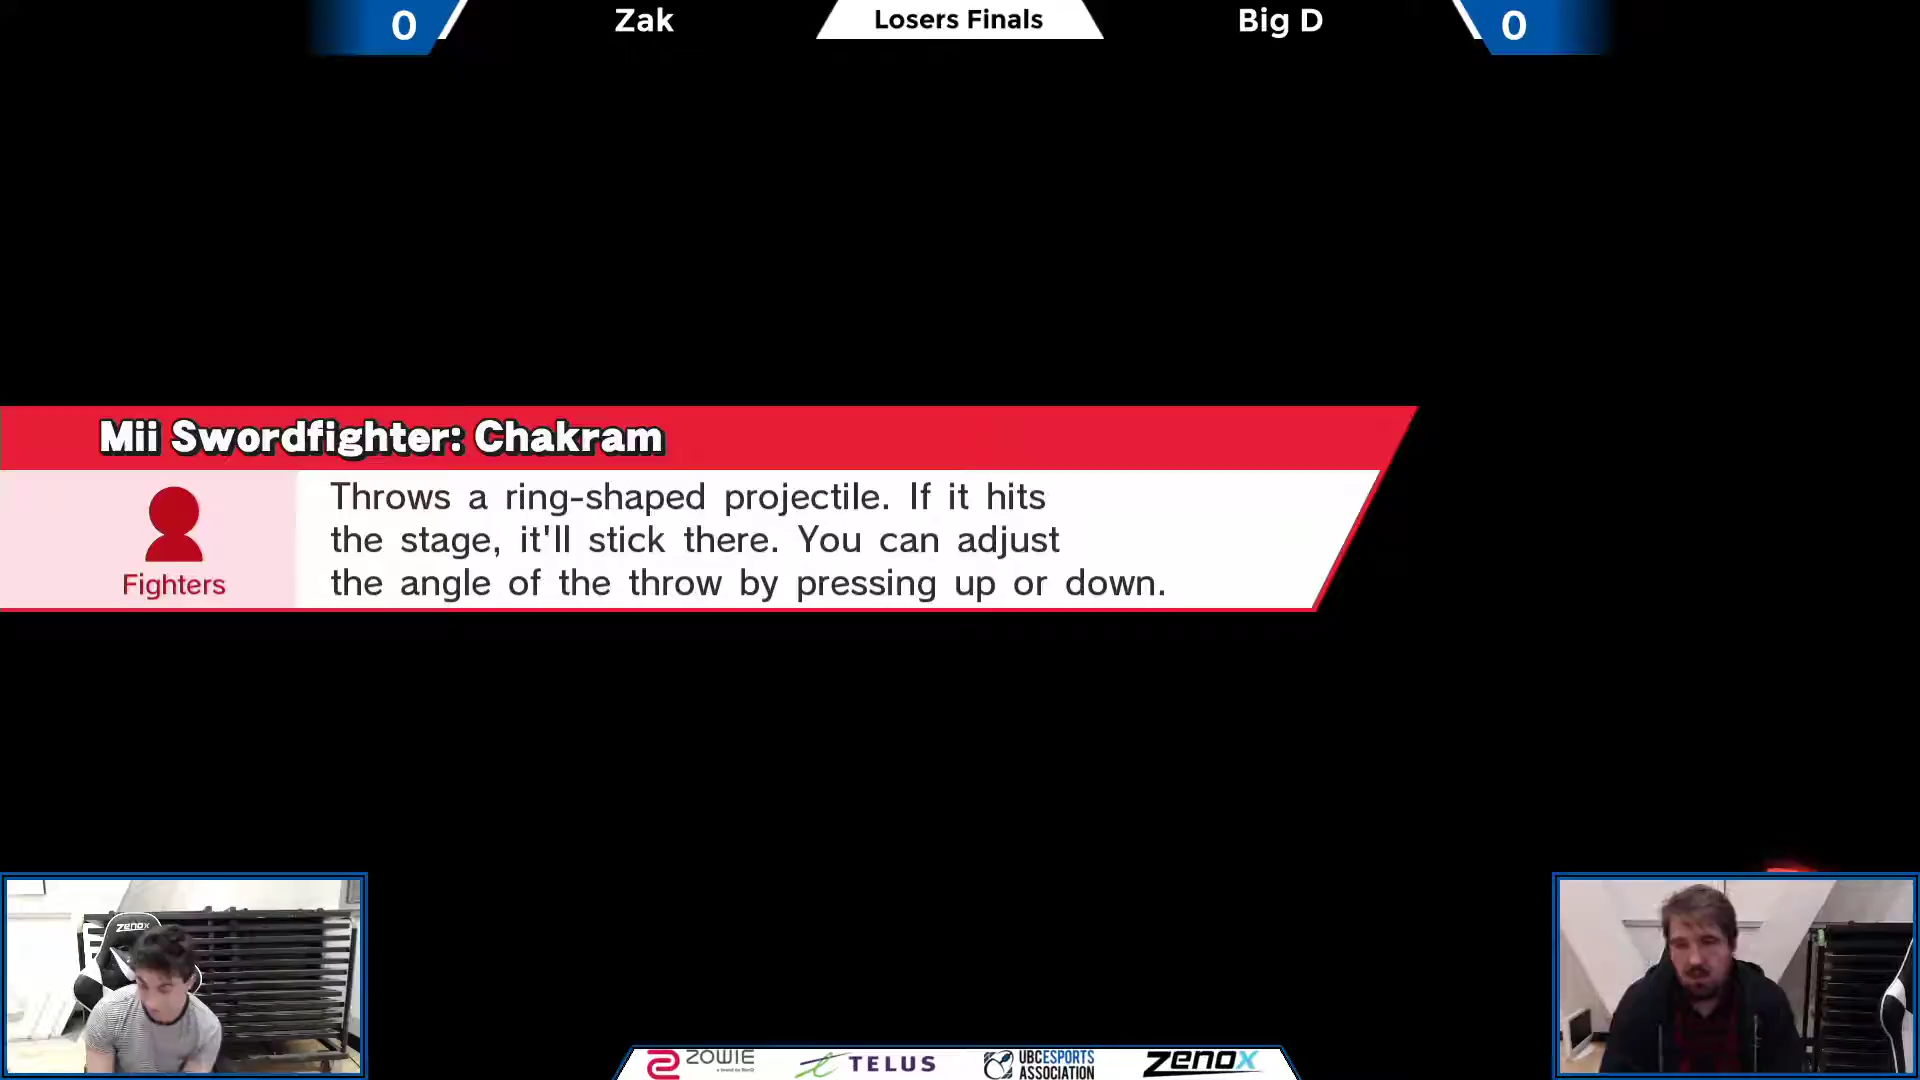 0
Zak
Losers Finals
Big D
0
Mii Swordfighter: Chakram
Fighters
Throws a ring-shaped projectile. If it hits
the stage, it'll stick there. You can adjust
the angle of the throw by pressing up or down.
ZENOX
ZOWIE
TELUS
UBCESPORTS
ASSOCIATION
ZENOX